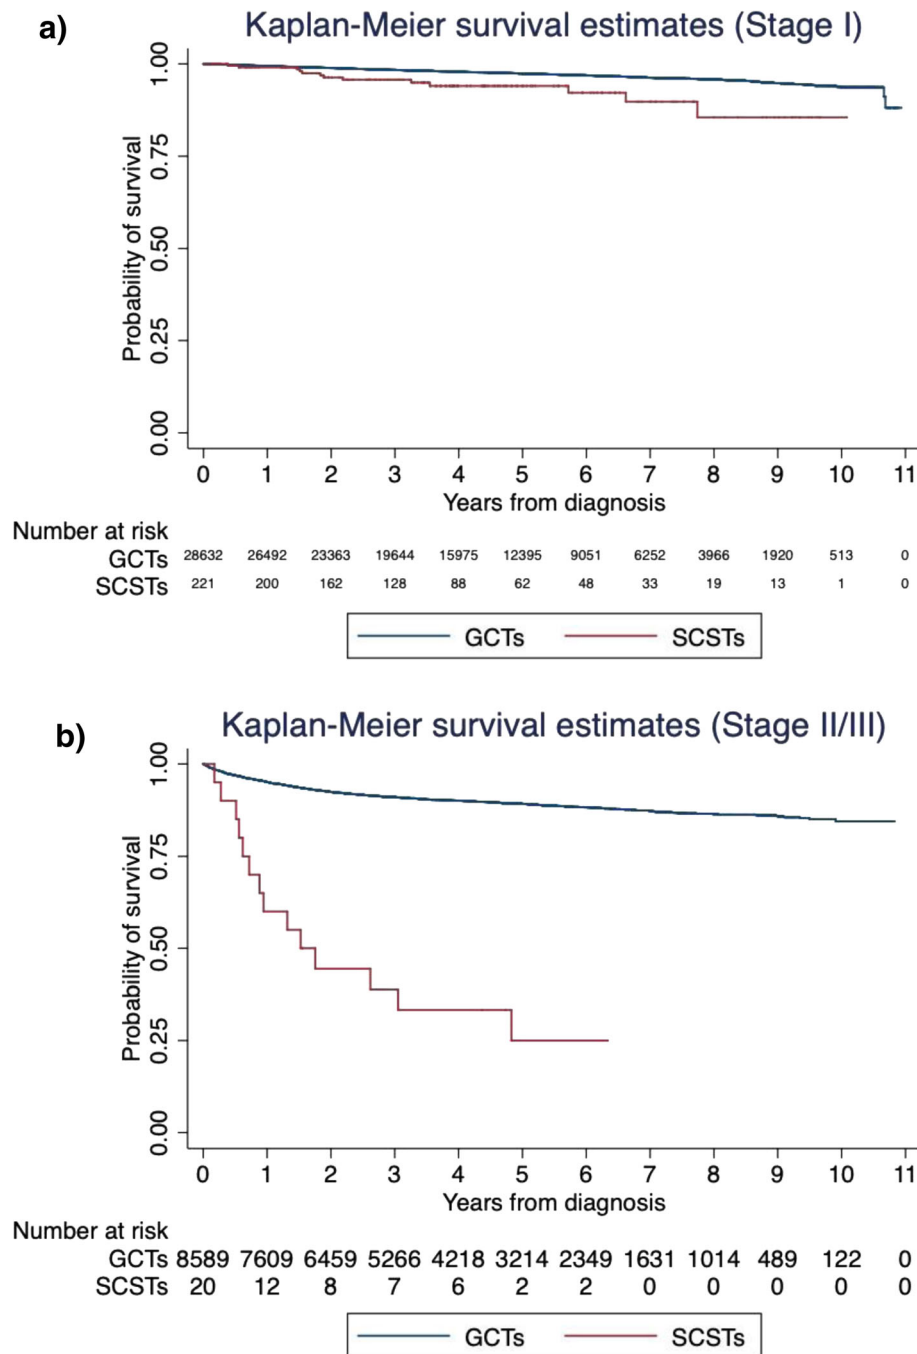 a)
Kaplan-Meier survival estimates (Stage I)
Probability of survival
1.00
0.75
0.50
0.25
0.00
0 1 2 3 4 5 6 7 8 9 10 11
Years from diagnosis
Number at risk
GCTs 28632 26492 23363 19644 15975 12395 9051 6252 3966 1920 513 0
SCSTs 221 200 162 128 88 62 48 33 19 13 1 0
GCTs SCSTs
b)
Kaplan-Meier survival estimates (Stage II/III)
Probability of survival
1.00
0.75
0.50
0.25
0.00
0 1 2 3 4 5 6 7 8 9 10 11
Years from diagnosis
Number at risk
GCTs 8589 7609 6459 5266 4218 3214 2349 1631 1014 489 122 0
SCSTs 20 12 8 7 6 2 2 0 0 0 0 0
GCTs SCSTs